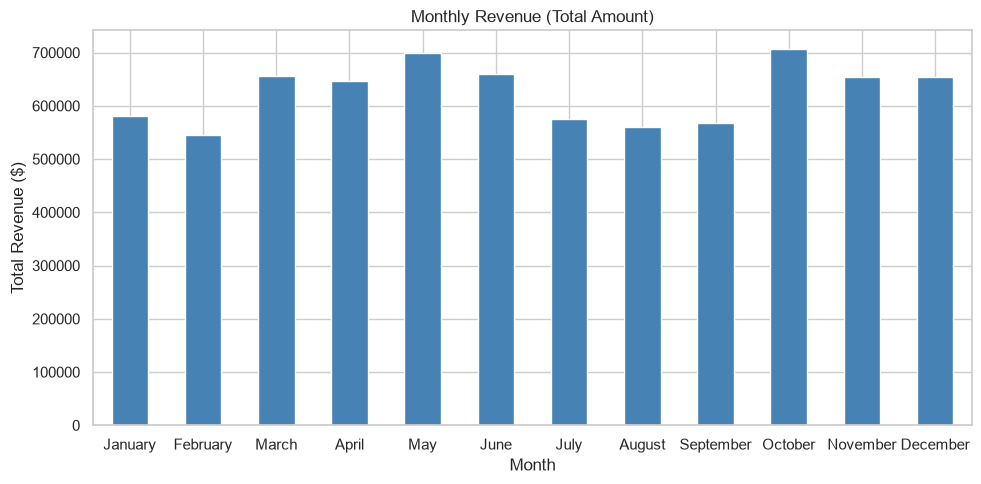 Monthly Revenue (Total Amount)
Total Revenue ($)
700000
600000
500000
400000
300000
200000
100000
0
January February March April May June July August September October November December
Month